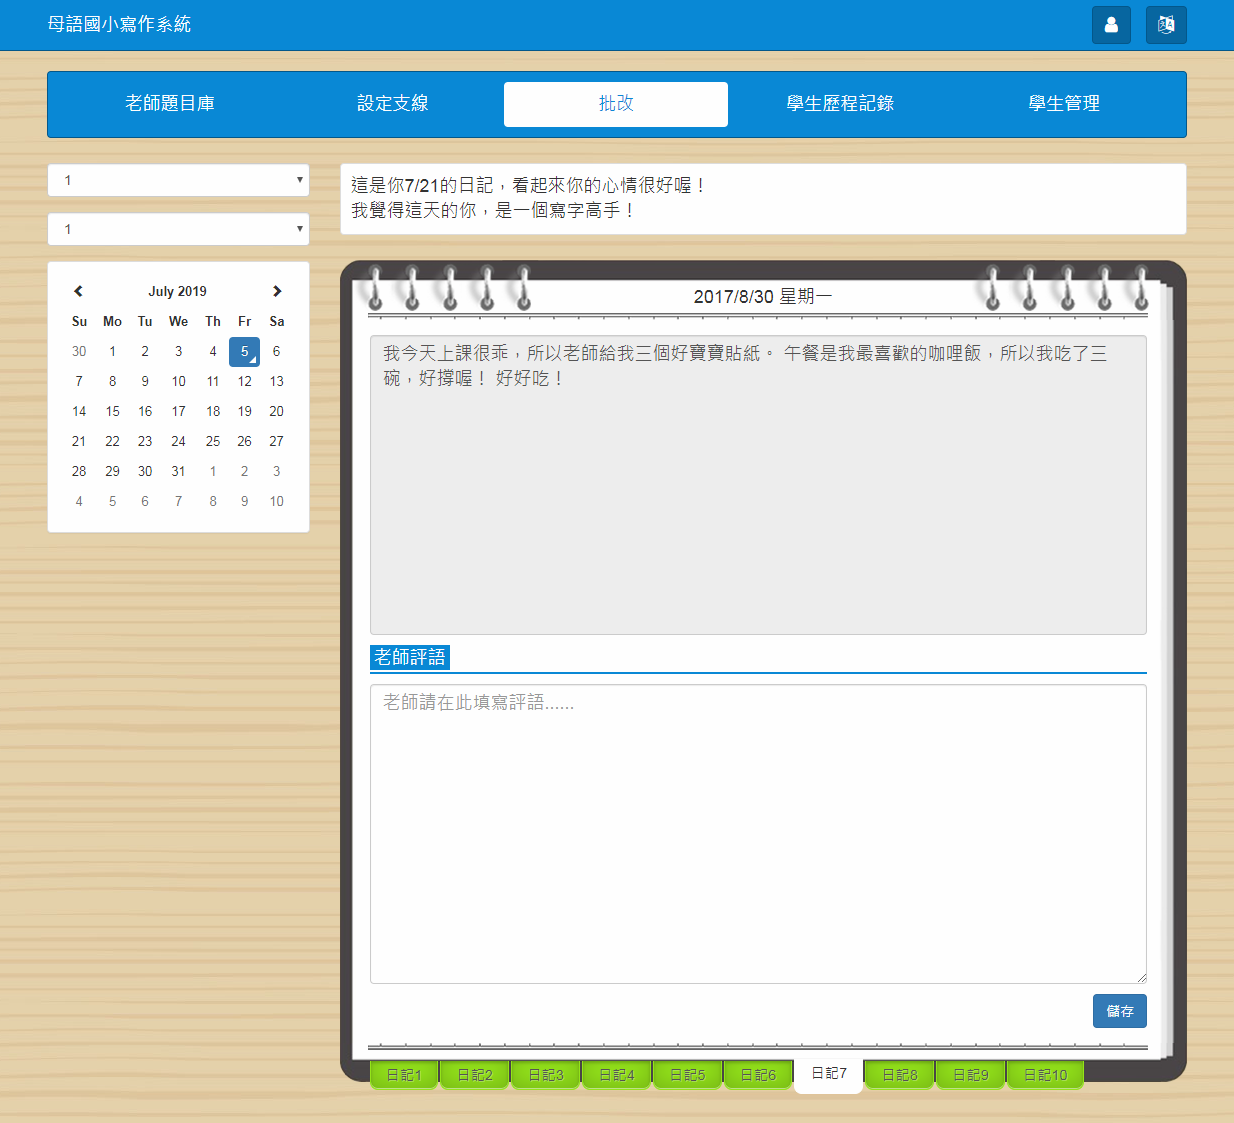 母語國小寫作系統
老師題目庫 設定支線 批改 學生歷程記錄 學生管理
1
1
July 2019
Su Mo Tu We Th Fr Sa
30 1 2 3 4 5 6
7 8 9 10 11 12 13
14 15 16 17 18 19 20
21 22 23 24 25 26 27
28 29 30 31 1 2 3
4 5 6 7 8 9 10
這是你7/21的日記，看起來你的心情很好喔！
我覺得這天的你，是一個寫字高手！
2017/8/30 星期一
我今天上課很乖，所以老師給我三個好寶寶貼紙。 午餐是我最喜歡的咖哩飯，所以我吃了三
碗，好撐喔！ 好好吃！
老師評語
老師請在此填寫評語......
儲存
日記1 日記2 日記3 日記4 日記5 日記6 日記7 日記8 日記9 日記10